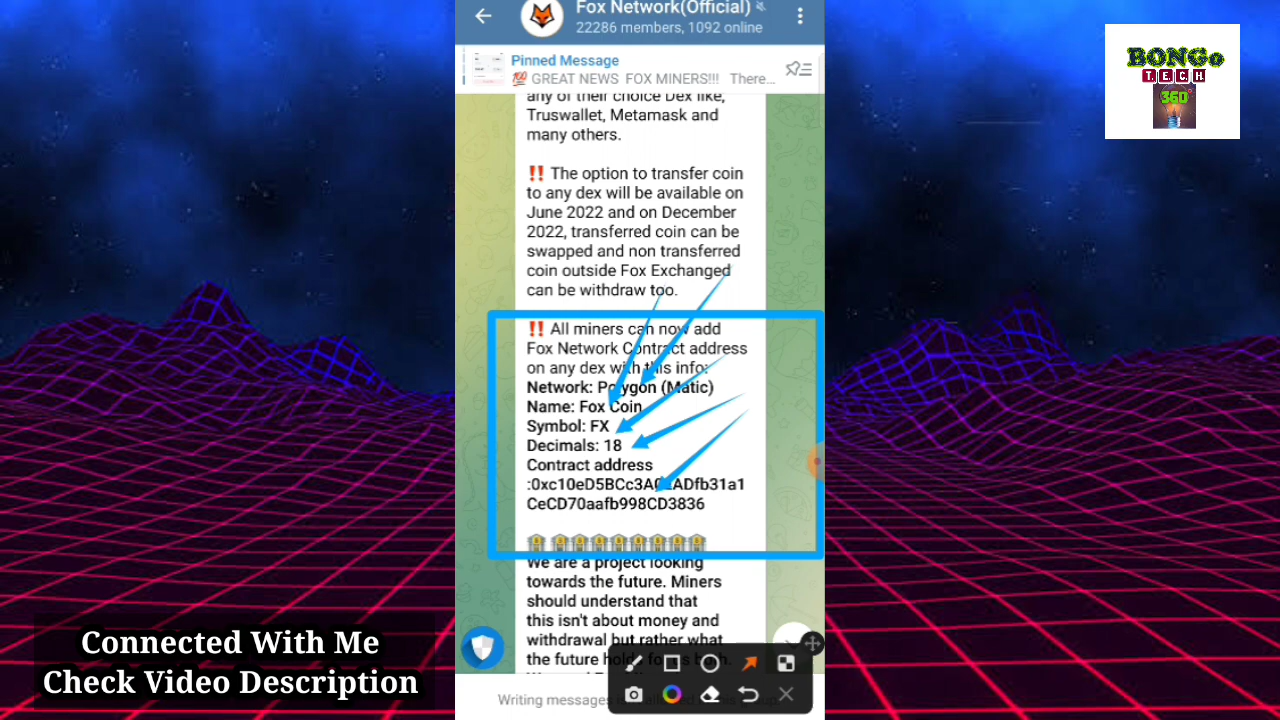 Fox Network(Official)
22286 members, 1092 online
Pinned Message
💯 GREAT NEWS FOX MINERS!!! There...
any of their choice Dex like,
Truswallet, Metamask and
many others.
‼️ The option to transfer coin
to any dex will be available on
June 2022 and on December
2022, transferred coin can be
swapped and non transferred
coin outside Fox Exchanged
can be withdraw too.
‼️ All miners can now add
Fox Network Contract address
on any dex with this info:
Network: Polygon (Matic)
Name: Fox Coin
Symbol: FX
Decimals: 18
Contract address
CeCD70aafb998CD3836
We are a project looking
towards the future. Miners
should understand that
this isn't about money and
withdrawal but rather what
the future
Writing messages
BONGo
TECH
360°
Connected With Me
Check Video Description